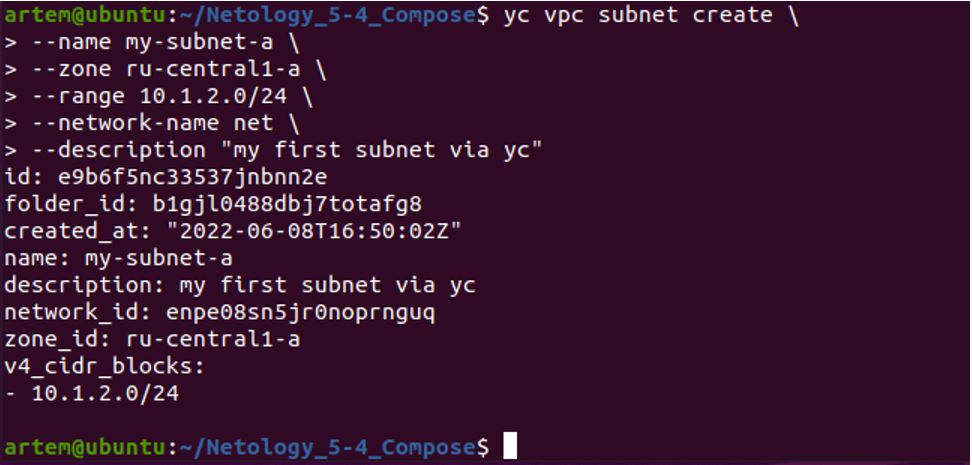 artem@ubuntu:~/Netology_5-4_Compose$ yc vpc subnet create \
> --name my-subnet-a \
> --zone ru-central1-a \
> --range 10.1.2.0/24 \
> --network-name net \
> --description "my first subnet via yc"
id: e9b6f5nc33537jnbnn2e
folder_id: b1gjl0488dbj7totafg8
created_at: "2022-06-08T16:50:02Z"
name: my-subnet-a
description: my first subnet via yc
network_id: enpe08sn5jr0noprnguq
zone_id: ru-central1-a
v4_cidr_blocks:
- 10.1.2.0/24
artem@ubuntu:~/Netology_5-4_Compose$